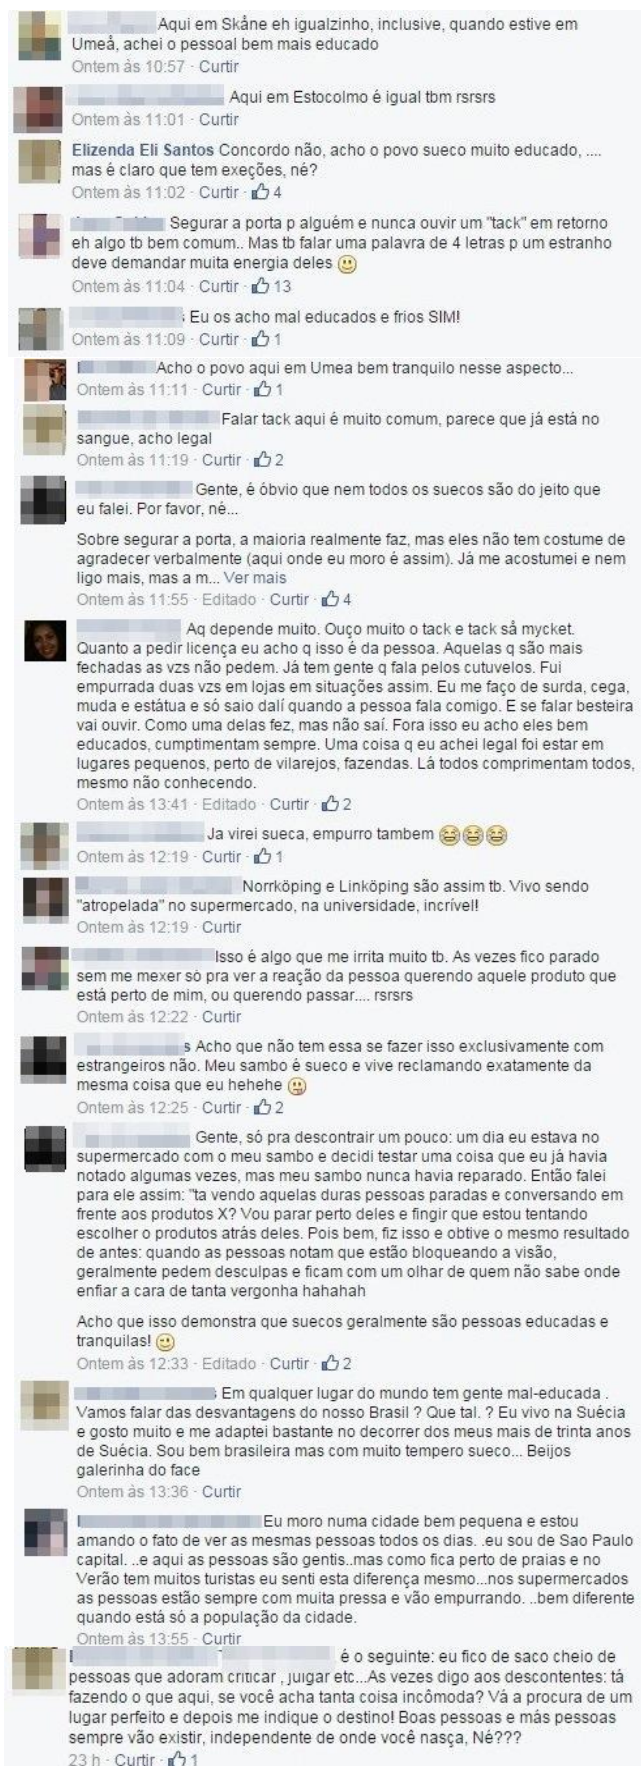 Aqui em Skåne eh igualzinho, inclusive, quando estive em
Umeå, achei o pessoal bem mais educado
Ontem às 10:57 · Curtir
Aqui em Estocolmo é igual tbm rsrsrs
Ontem às 11:01 · Curtir
Elizenda Eli Santos Concordo não, acho o povo sueco muito educado, ....
mas é claro que tem exeções, né?
Ontem às 11:02 · Curtir · 4
Segurar a porta p alguém e nunca ouvir um "tack" em retorno
eh algo tb bem comum.. Mas tb falar uma palavra de 4 letras p um estranho
deve demandar muita energia deles
Ontem às 11:04 · Curtir · 13
Eu os acho mal educados e frios SIM!
Ontem às 11:09 · Curtir · 1
Acho o povo aqui em Umea bem tranquilo nesse aspecto...
Ontem às 11:11 · Curtir · 1
Falar tack aqui é muito comum, parece que já está no
sangue, acho legal
Ontem às 11:19 · Curtir · 2
Gente, é óbvio que nem todos os suecos são do jeito que
eu falei. Por favor, né...
Sobre segurar a porta, a maioria realmente faz, mas eles não tem costume de
agradecer verbalmente (aqui onde eu moro é assim). Já me acostumei e nem
ligo mais, mas a m... Ver mais
Ontem às 11:55 · Editado · Curtir · 4
Aq depende muito. Ouço muito o tack e tack så mycket.
Quanto a pedir licença eu acho q isso é da pessoa. Aquelas q são mais
fechadas as vzs não pedem. Já tem gente q fala pelos cutuvelos. Fui
empurrada duas vzs em lojas em situações assim. Eu me faço de surda, cega,
muda e estátua e só saio dalí quando a pessoa fala comigo. E se falar besteira
vai ouvir. Como uma delas fez, mas não saí. Fora isso eu acho eles bem
educados, cumptimentam sempre. Uma coisa q eu achei legal foi estar em
lugares pequenos, perto de vilarejos, fazendas. Lá todos comprimentam todos,
mesmo não conhecendo.
Ontem às 13:41 · Editado · Curtir · 2
Ja virei sueca, empurro tambem
Ontem às 12:19 · Curtir · 1
Norrköping e Linköping são assim tb. Vivo sendo
"atropelada" no supermercado, na universidade, incrível!
Ontem às 12:19 · Curtir
Isso é algo que me irrita muito tb. As vezes fico parado
sem me mexer só pra ver a reação da pessoa querendo aquele produto que
está perto de mim, ou querendo passar.... rsrsrs
Ontem às 12:22 · Curtir
s Acho que não tem essa se fazer isso exclusivamente com
estrangeiros não. Meu sambo é sueco e vive reclamando exatamente da
mesma coisa que eu hehehe
Ontem às 12:25 · Curtir · 2
Gente, só pra descontrair um pouco: um dia eu estava no
supermercado com o meu sambo e decidi testar uma coisa que eu já havia
notado algumas vezes, mas meu sambo nunca havia reparado. Então falei
para ele assim: "ta vendo aquelas duras pessoas paradas e conversando em
frente aos produtos X? Vou parar perto deles e fingir que estou tentando
escolher o produtos atrás deles. Pois bem, fiz isso e obtive o mesmo resultado
de antes: quando as pessoas notam que estão bloqueando a visão,
geralmente pedem desculpas e ficam com um olhar de quem não sabe onde
enfiar a cara de tanta vergonha hahahah
Acho que isso demonstra que suecos geralmente são pessoas educadas e
tranquilas!
Ontem às 12:33 · Editado · Curtir · 2
Em qualquer lugar do mundo tem gente mal-educada .
Vamos falar das desvantagens do nosso Brasil ? Que tal. ? Eu vivo na Suécia
e gosto muito e me adaptei bastante no decorrer dos meus mais de trinta anos
de Suécia. Sou bem brasileira mas com muito tempero sueco... Beijos
galerinha do face
Ontem às 13:36 · Curtir
Eu moro numa cidade bem pequena e estou
amando o fato de ver as mesmas pessoas todos os dias. .eu sou de Sao Paulo
capital. ..e aqui as pessoas são gentis..mas como fica perto de praias e no
Verão tem muitos turistas eu senti esta diferença mesmo...nos supermercados
as pessoas estão sempre com muita pressa e vão empurrando. ..bem diferente
quando está só a população da cidade.
Ontem às 13:55 · Curtir
é o seguinte: eu fico de saco cheio de
pessoas que adoram criticar , julgar etc...As vezes digo aos descontentes: tá
fazendo o que aqui, se você acha tanta coisa incômoda? Vá a procura de um
lugar perfeito e depois me indique o destino! Boas pessoas e más pessoas
sempre vão existir, independente de onde você nasça, Né???
23 h · Curtir · 1